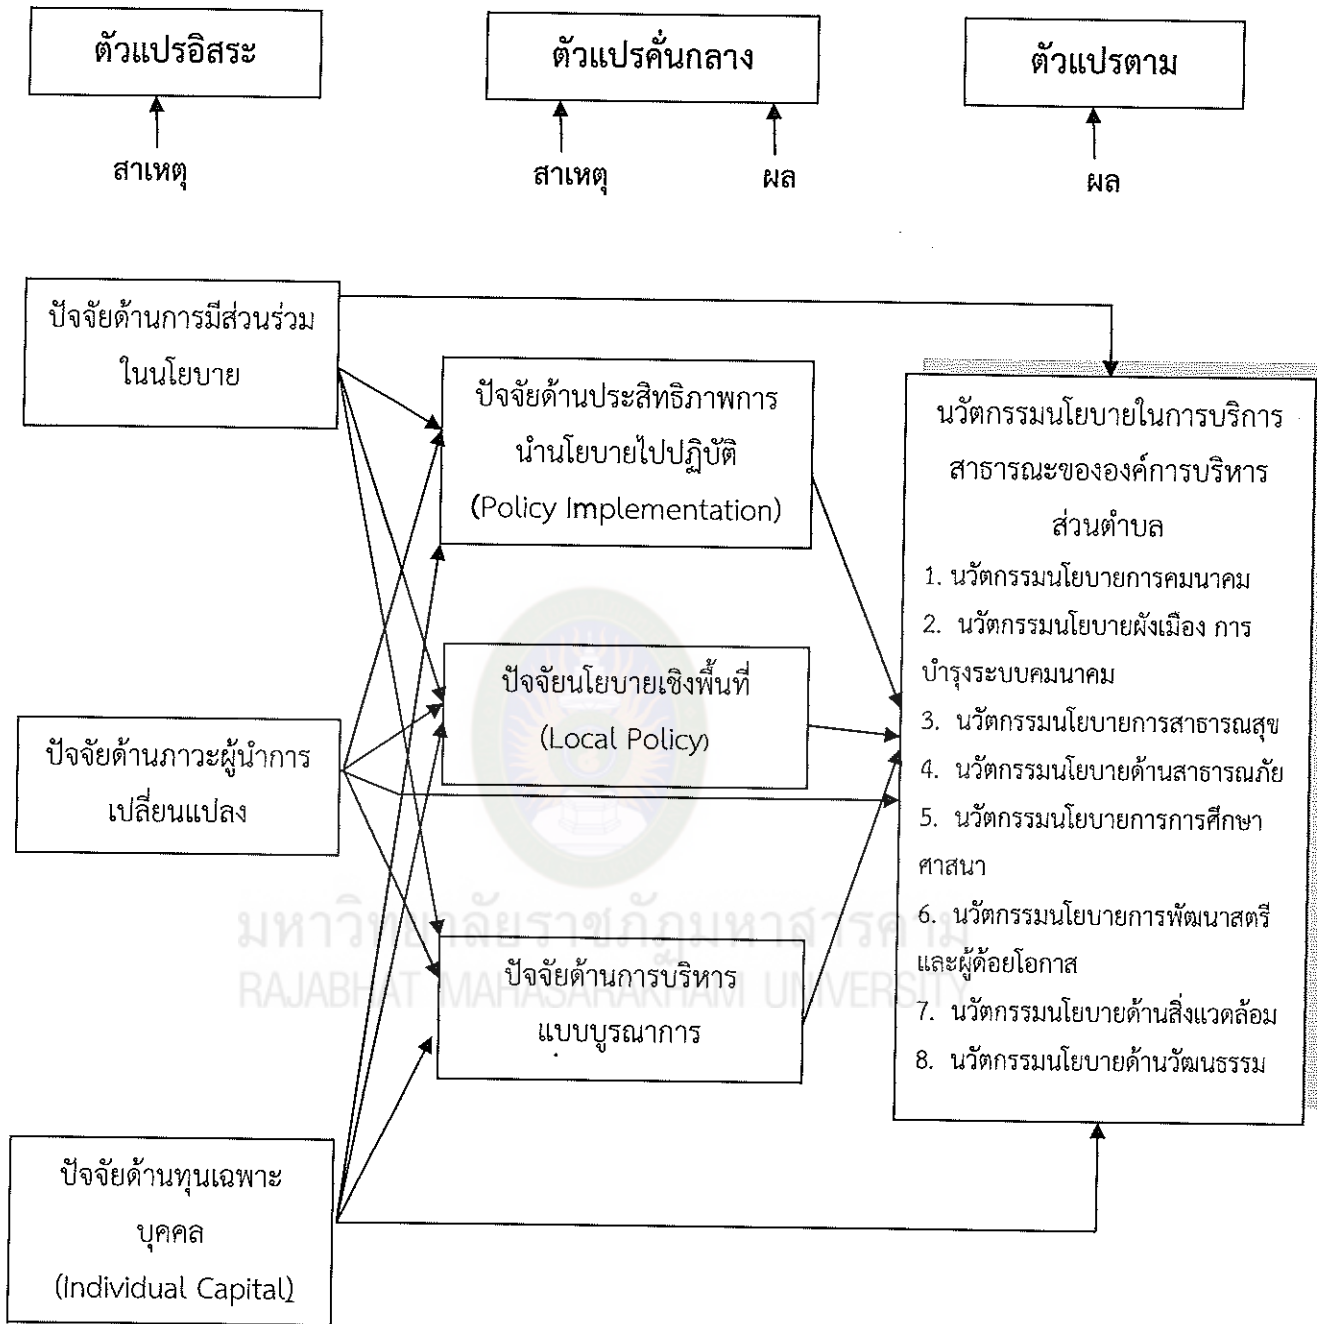 ตัวแปรอิสระ
ตัวแปรคั่นกลาง
ตัวแปรตาม
สาเหตุ
สาเหตุ
ผล
ผล
ปัจจัยด้านการมีส่วนร่วม
ในนโยบาย
ปัจจัยด้านประสิทธิภาพการ
นำนโยบายไปปฏิบัติ
(Policy Implementation)
ปัจจัยนโยบายเชิงพื้นที่
(Local Policy)
ปัจจัยด้านภาวะผู้นำการ
เปลี่ยนแปลง
ปัจจัยด้านการบริหาร
แบบบูรณาการ
ปัจจัยด้านทุนเฉพาะ
บุคคล
(Individual Capital)
นวัตกรรมนโยบายในการบริการ
สาธารณะขององค์การบริหาร
ส่วนตำบล
1. นวัตกรรมนโยบายการคมนาคม
2. นวัตกรรมนโยบายผังเมือง การ
บำรุงระบบคมนาคม
3. นวัตกรรมนโยบายการสาธารณสุข
4. นวัตกรรมนโยบายด้านสาธารณภัย
5. นวัตกรรมนโยบายการการศึกษา
ศาสนา
6. นวัตกรรมนโยบายการพัฒนาสตรี
และผู้ด้อยโอกาส
7. นวัตกรรมนโยบายด้านสิ่งแวดล้อม
8. นวัตกรรมนโยบายด้านวัฒนธรรม
มหาวิทยาลัยราชภัฏมหาสารคาม
RAJABHAT MAHASARAKHAM UNIVERSITY